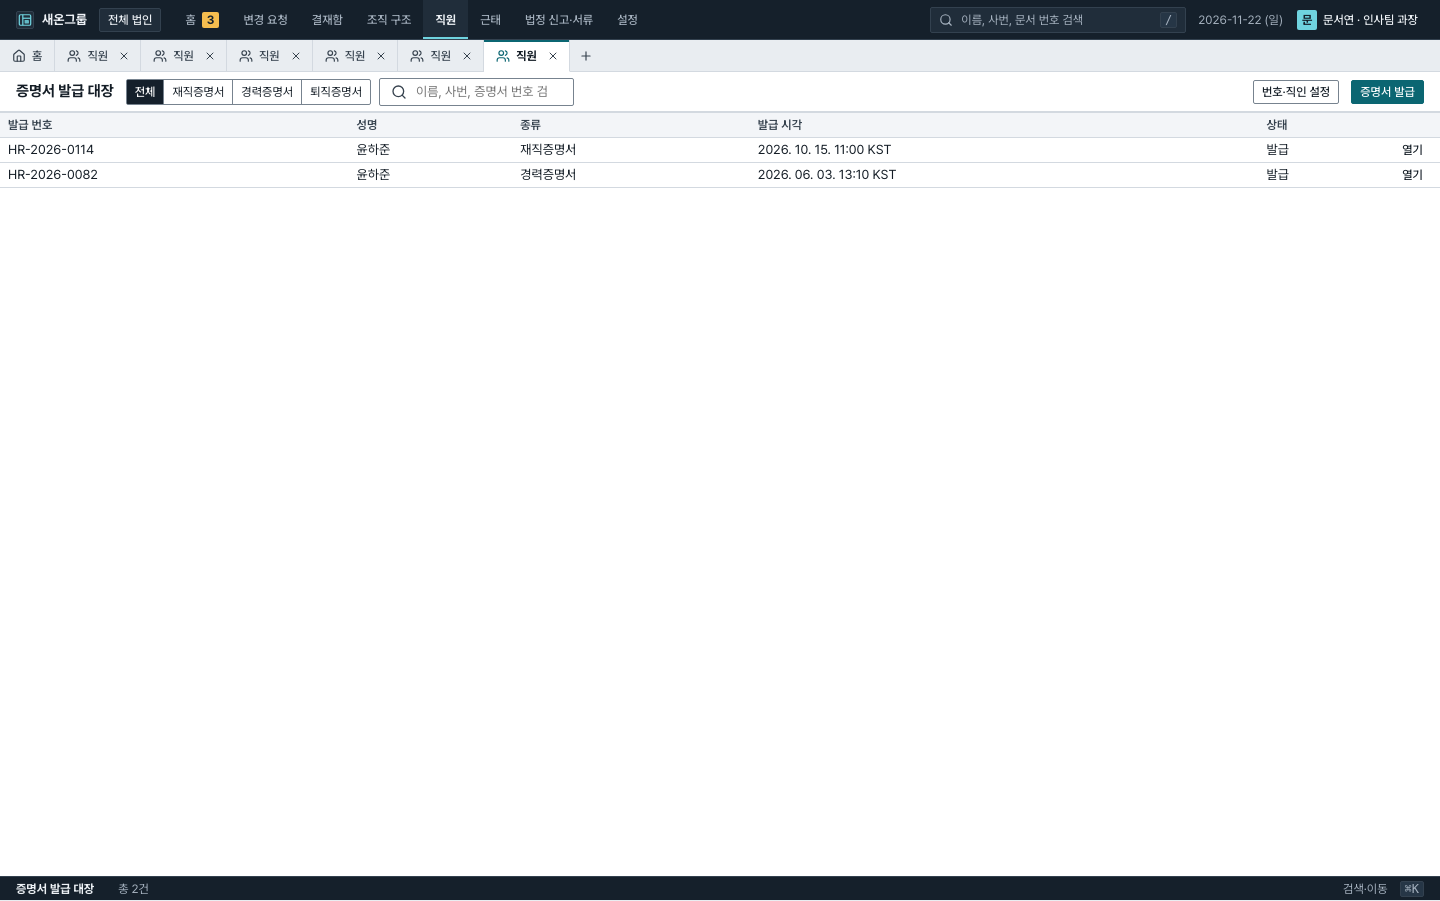 새온그룹 전체 법인 홈 3 변경 요청 결재함 조직 구조 직원 근태 법정 신고·서류 설정 이름, 사번, 문서 번호 검색 / 2026-11-22 (일) 문 문서연 · 인사팀 과장
홈 직원 직원 직원 직원 직원 직원
증명서 발급 대장 전체 재직증명서 경력증명서 퇴직증명서 이름, 사번, 증명서 번호 검 번호·직인 설정 증명서 발급
발급 번호 성명 종류 발급 시각 상태
HR-2026-0114 윤하준 재직증명서 2026. 10. 15. 11:00 KST 발급 열기
HR-2026-0082 윤하준 경력증명서 2026. 06. 03. 13:10 KST 발급 열기
증명서 발급 대장 총 2건 검색·이동 ⌘K